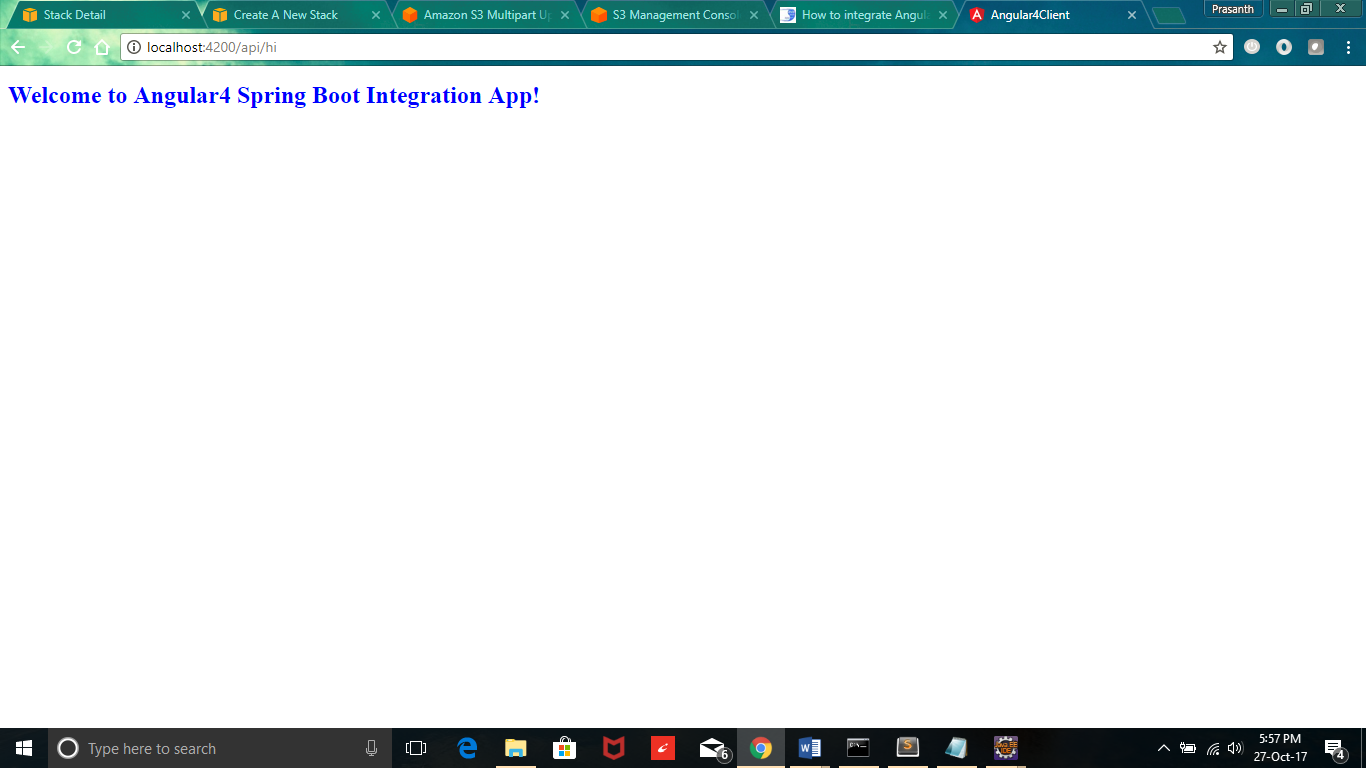 Stack Detail
Create A New Stack
Amazon S3 Multipart Up
S3 Management Consol
How to integrate Angula
Angular4Client
Prasanth
localhost:4200/api/hi
Welcome to Angular4 Spring Boot Integration App!
Type here to search
6
5:57 PM
27-Oct-17
4